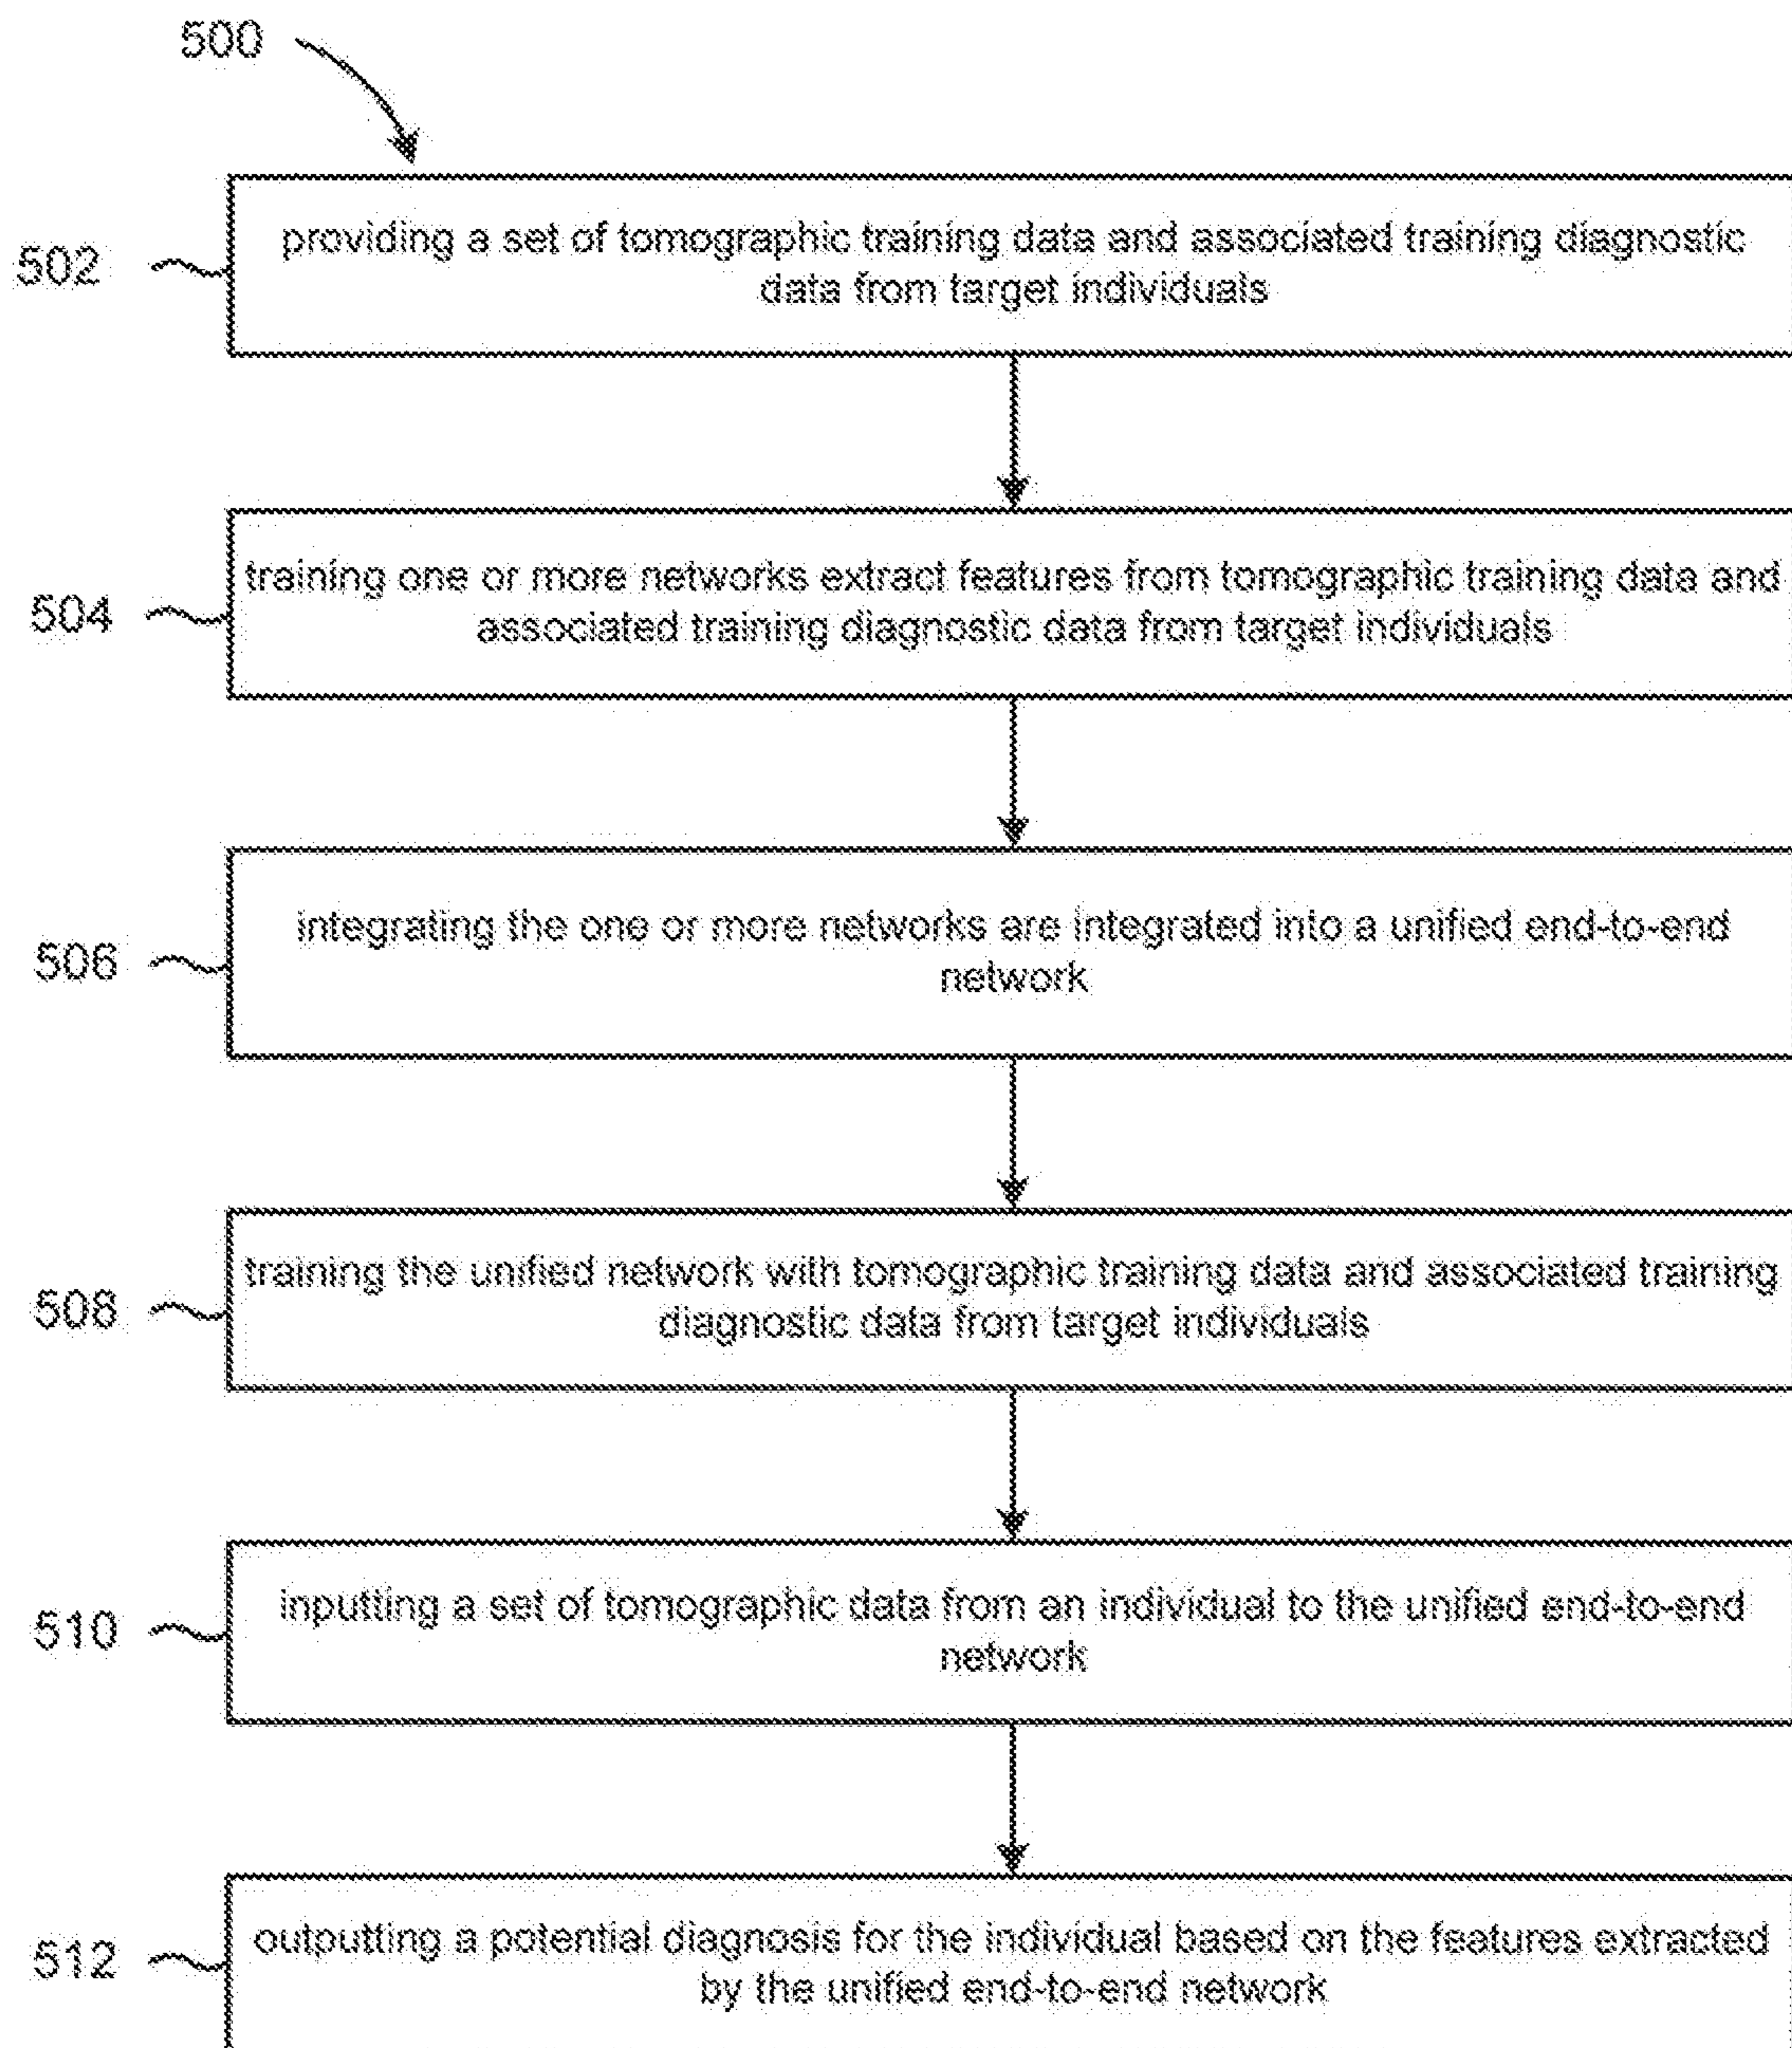 500
502
providing a set of tomographic training data and associated training diagnostic
data from target individuals
504
training one or more networks extract features from tomographic training data and
associated training diagnostic data from target individuals
506
integrating the one or more networks are integrated into a unified end-to-end
network
508
training the unified network with tomographic training data and associated training
diagnostic data from target individuals
510
inputting a set of tomographic data from an individual to the unified end-to-end
network
512
outputting a potential diagnosis for the individual based on the features extracted
by the unified end-to-end network